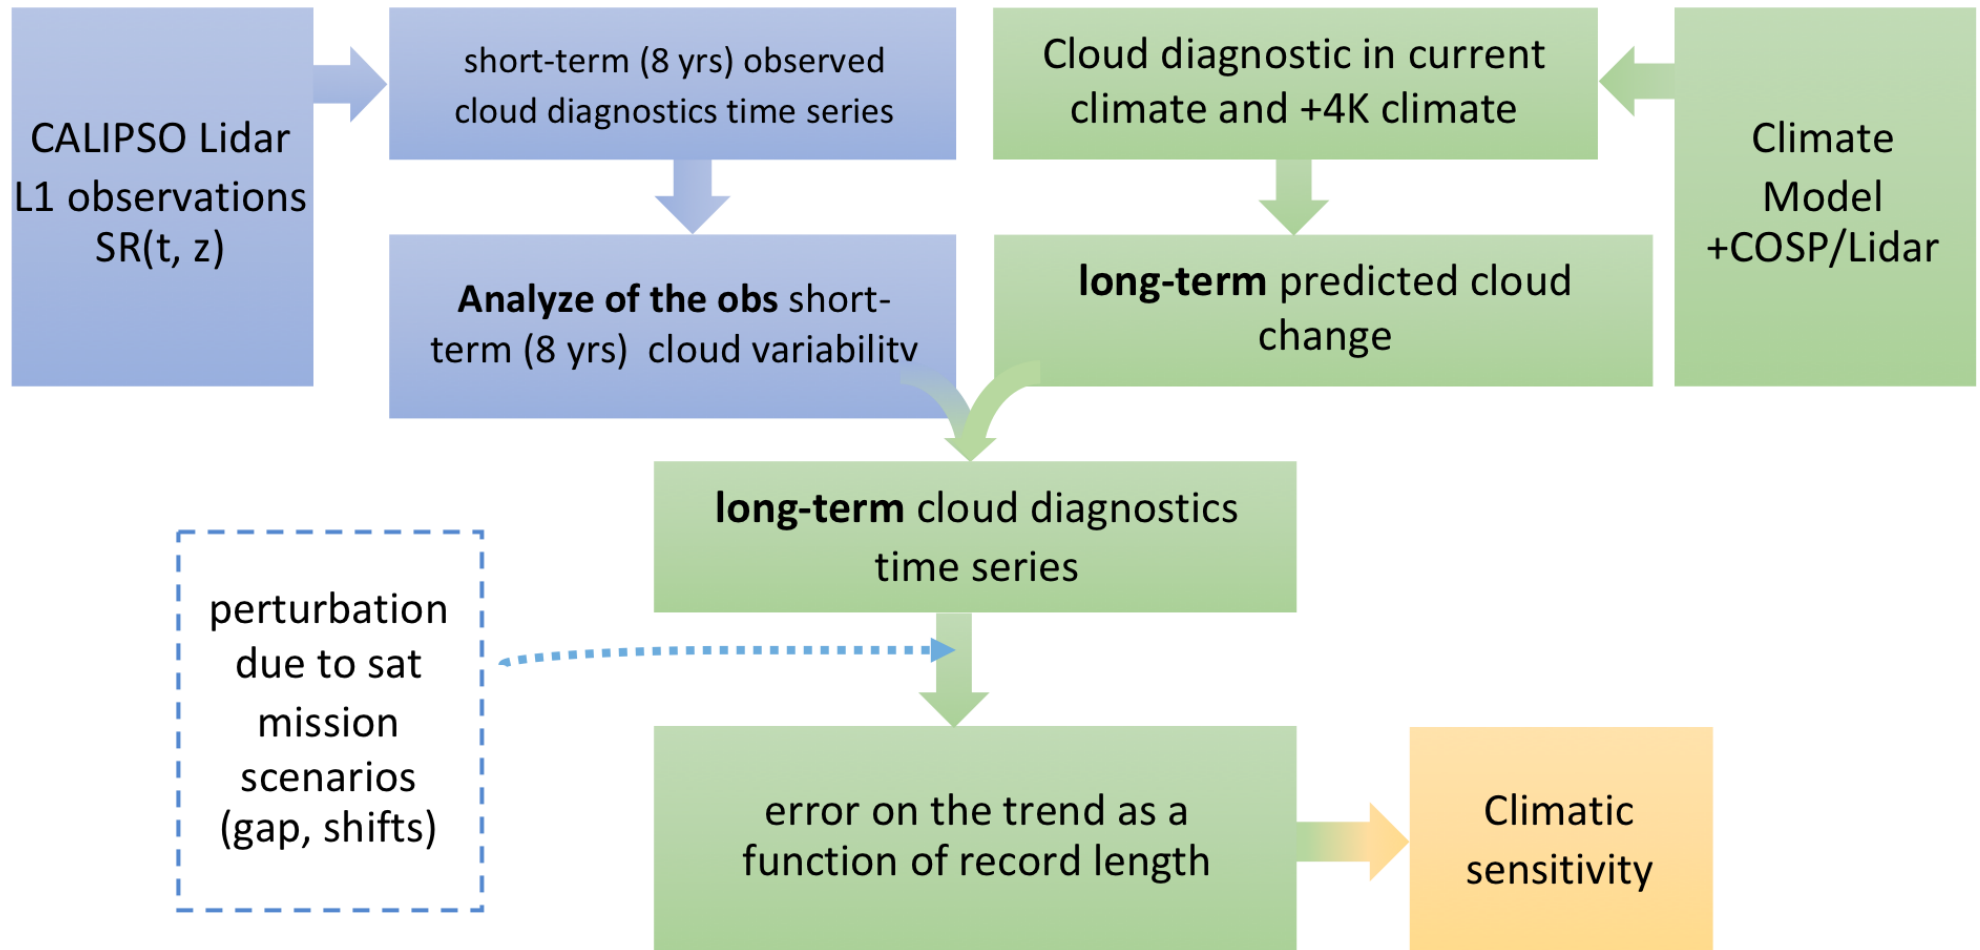 CALIPSO Lidar
L1 observations
SR(t, z)
short-term (8 yrs) observed
cloud diagnostics time series
Cloud diagnostic in current
climate and +4K climate
Climate
Model
+COSP/Lidar
Analyze of the obs short-
term (8 yrs) cloud variability
long-term predicted cloud
change
long-term cloud diagnostics
time series
perturbation
due to sat
mission
scenarios
(gap, shifts)
error on the trend as a
function of record length
Climatic
sensitivity